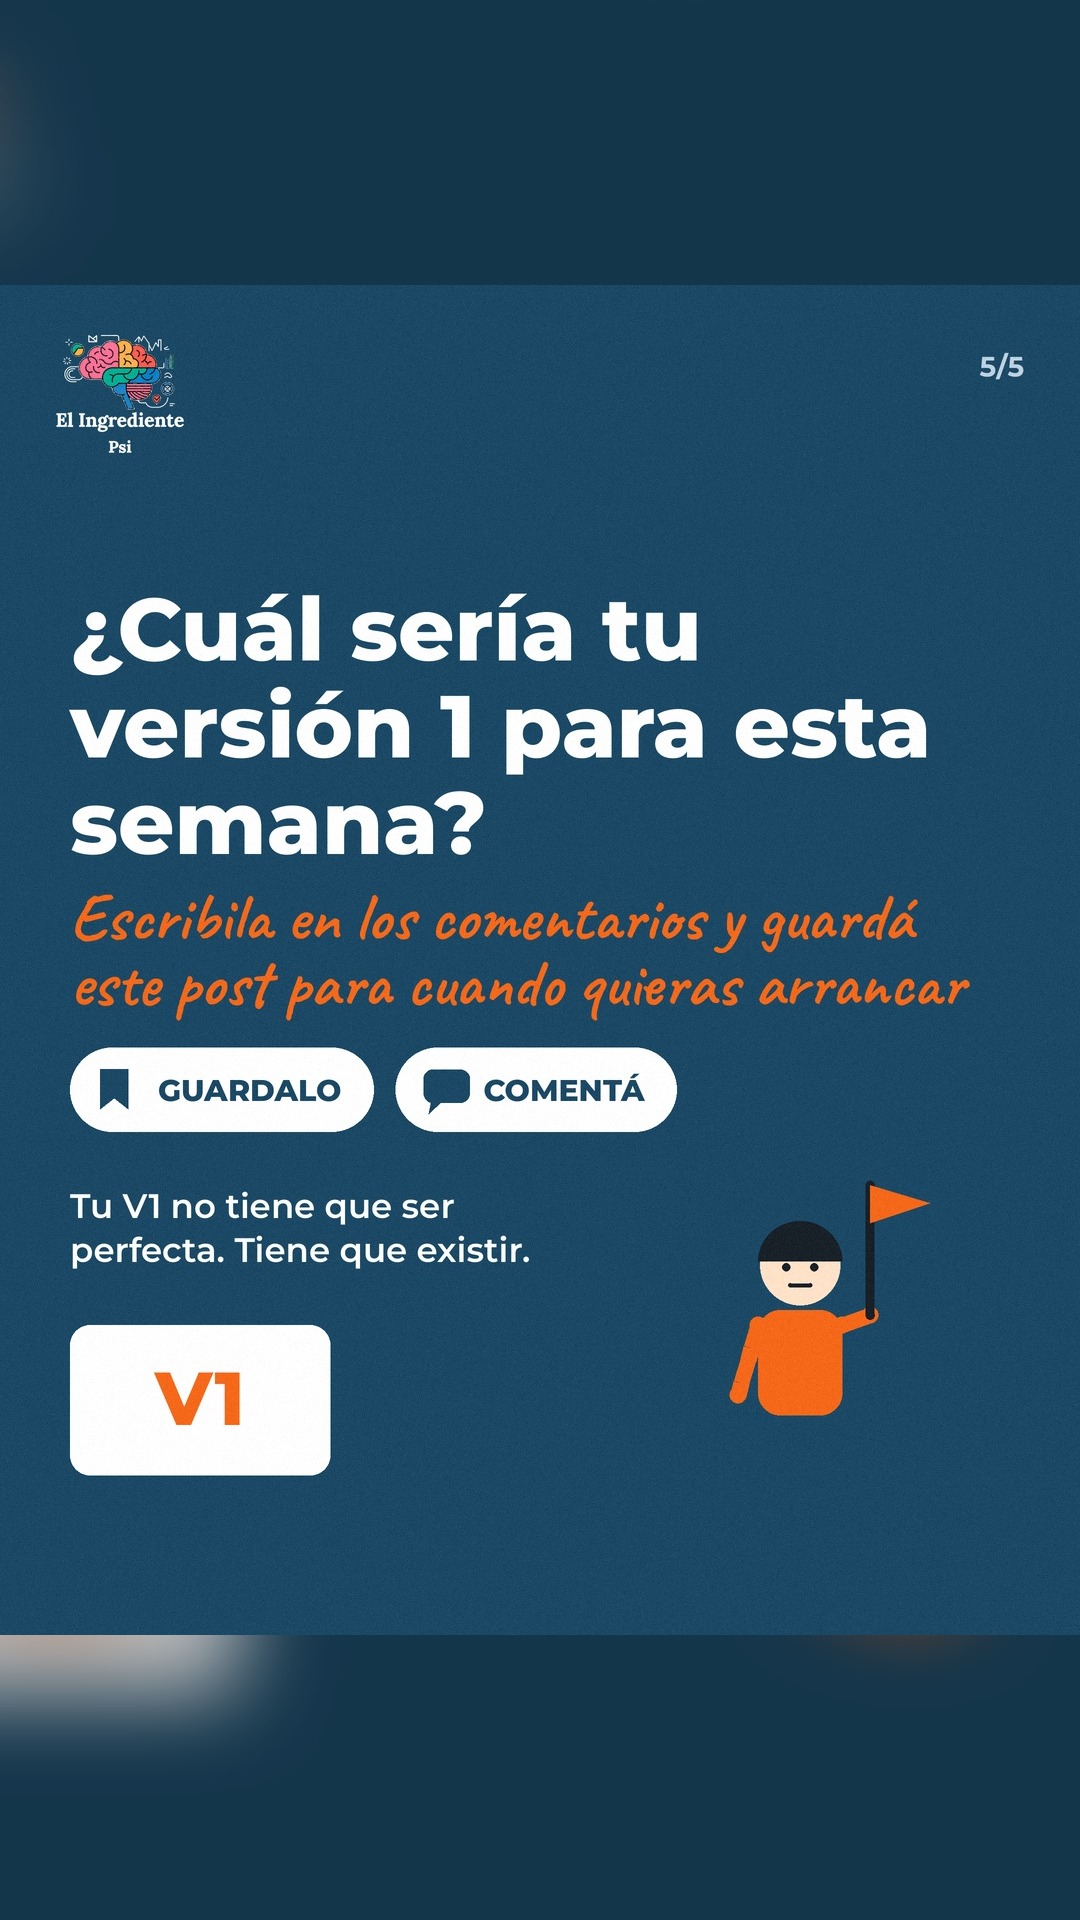 El Ingrediente
Psi
5/5
¿Cuál sería tu
versión 1 para esta
semana?
Escribila en los comentarios y guardá
este post para cuando quieras arrancar
GUARDALO
COMENTÁ
Tu V1 no tiene que ser
perfecta. Tiene que existir.
V1